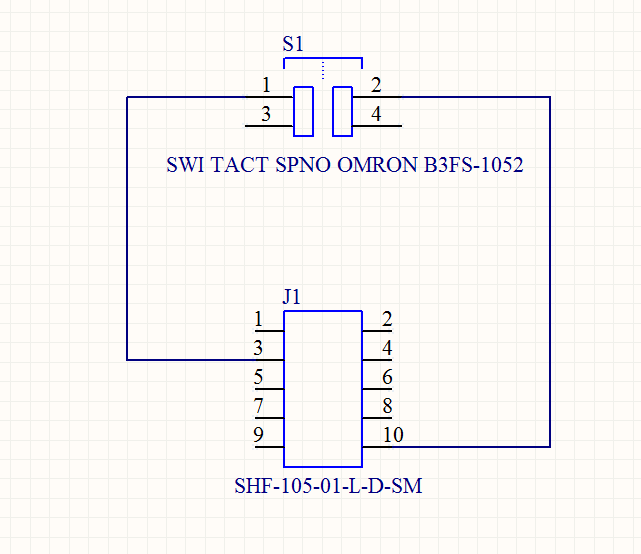 S1
1 2
3 4
SWI TACT SPNO OMRON B3FS-1052
J1
1 2
3 4
5 6
7 8
9 10
SHF-105-01-L-D-SM